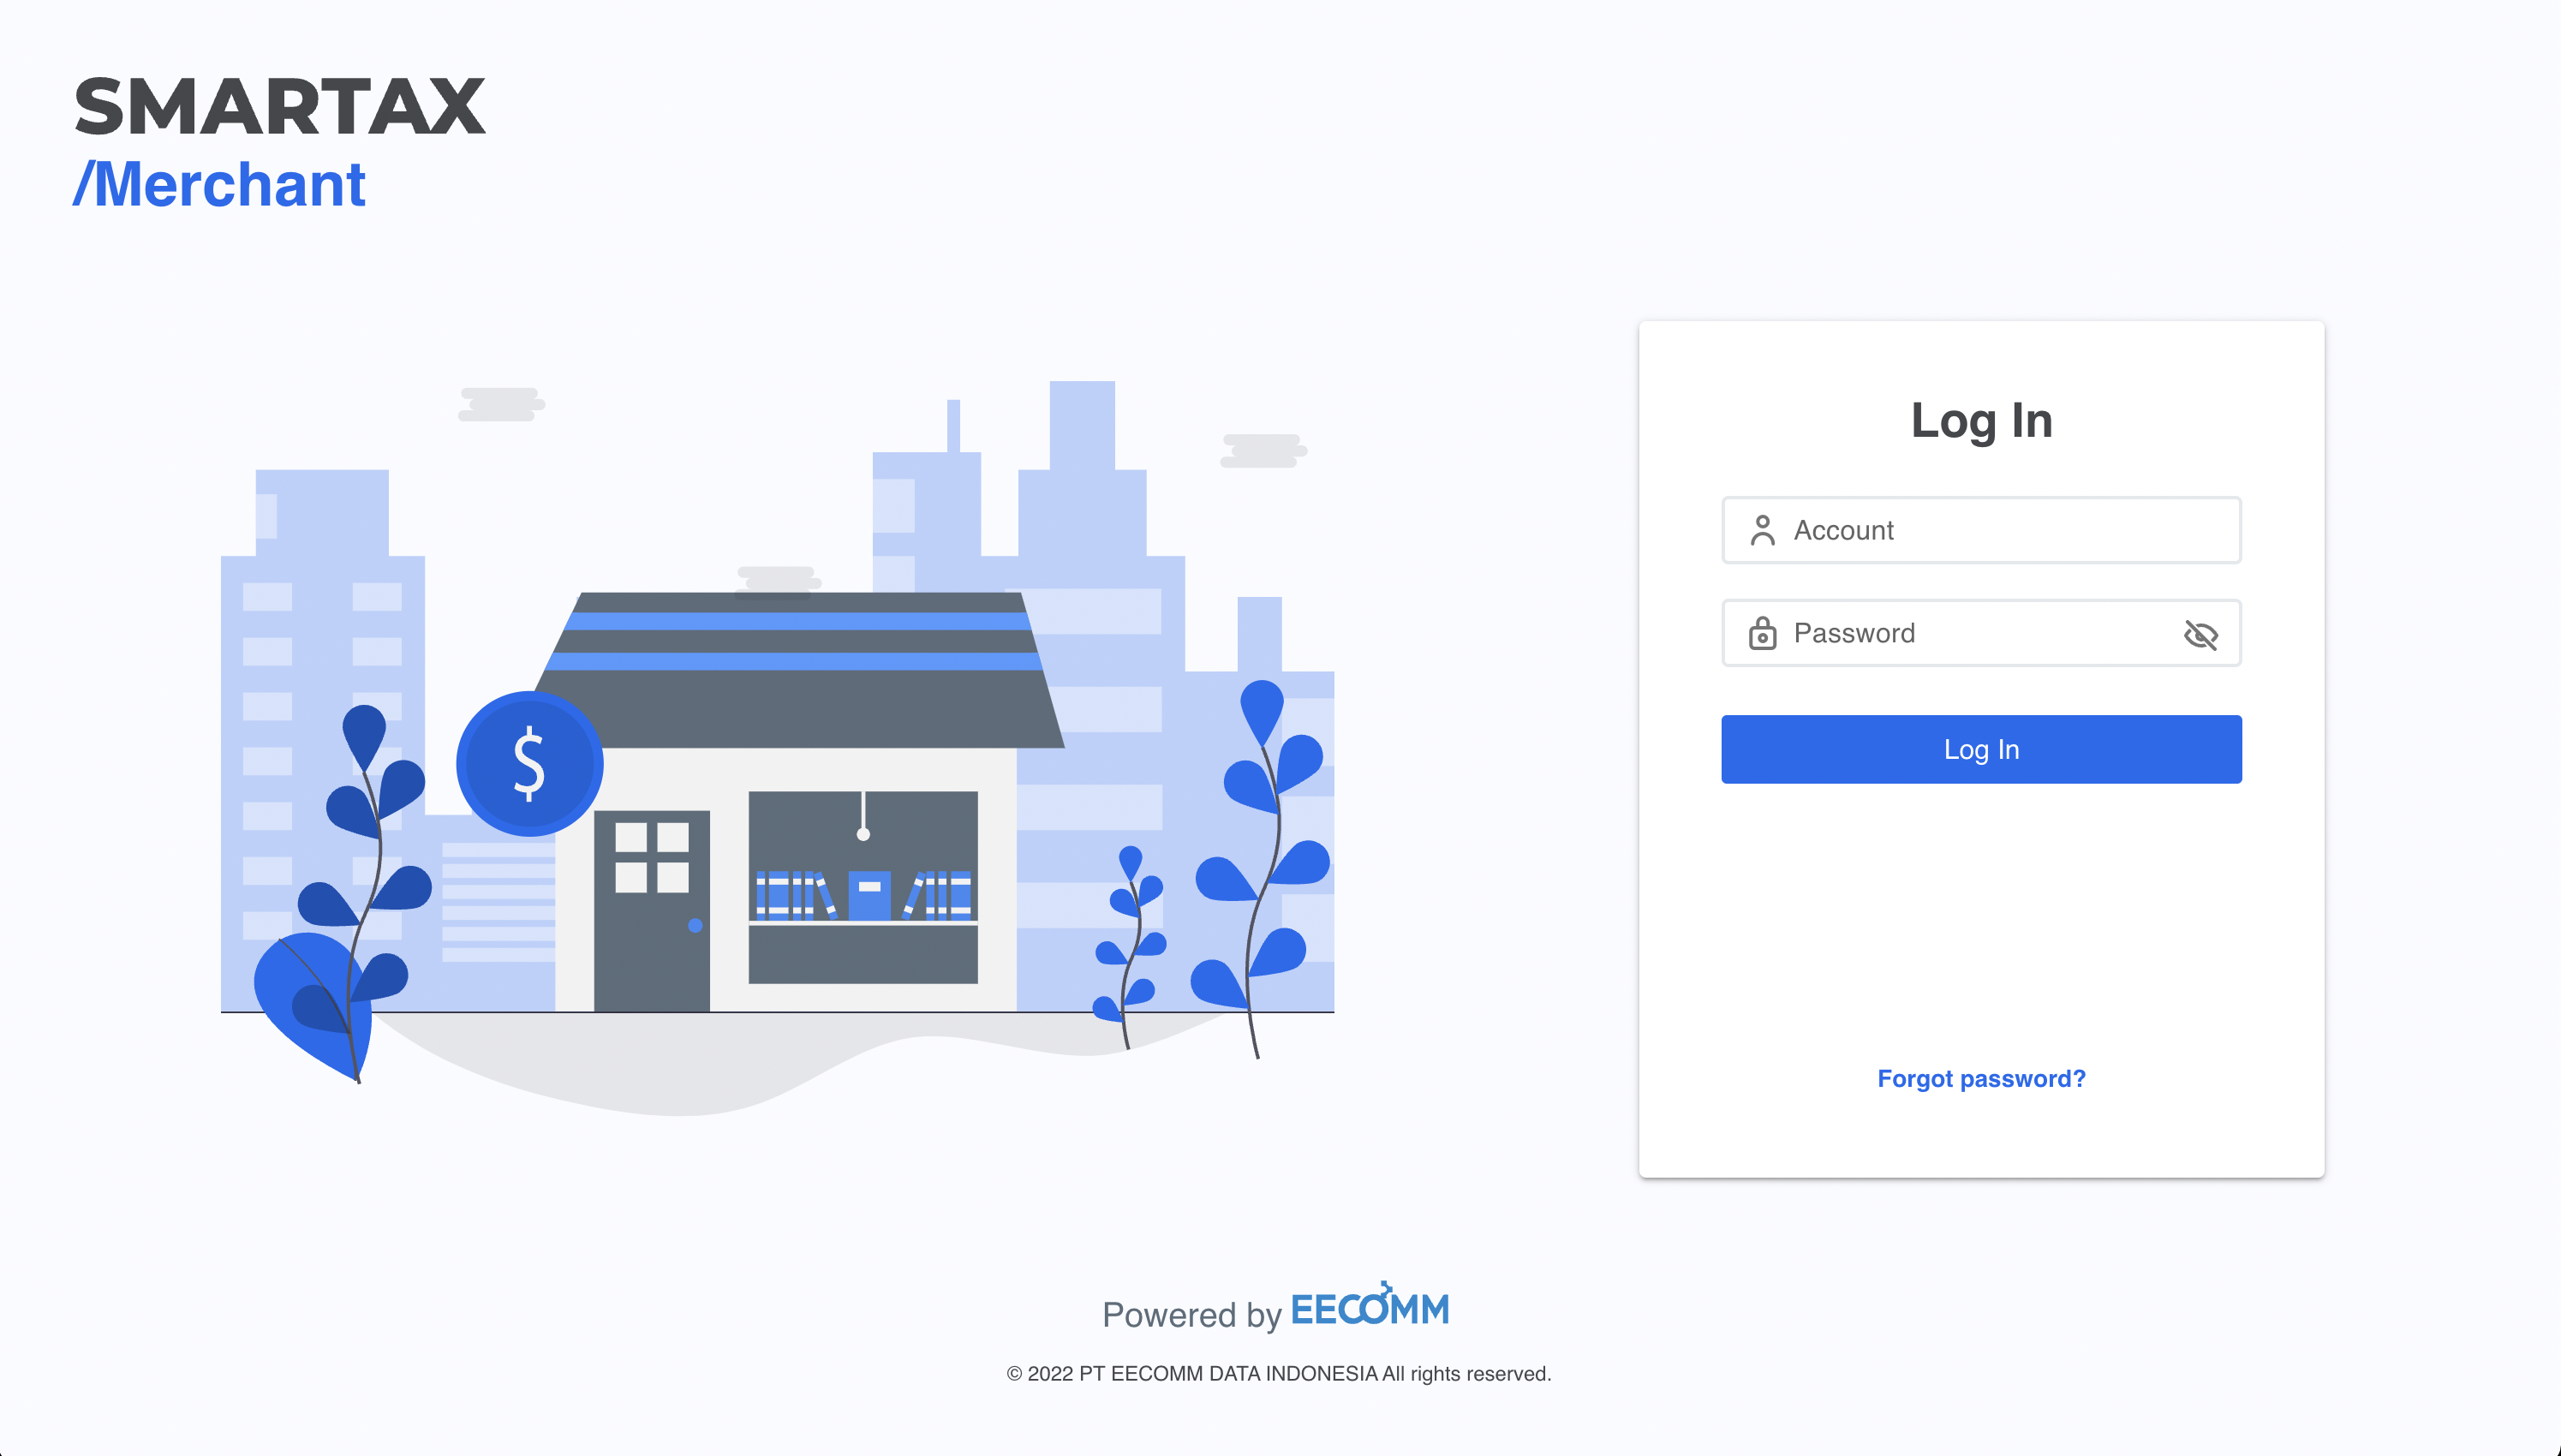 SMARTAX
/Merchant
$
Log In
Account
Password
Log In
Forgot password?
Powered by EECOMM
© 2022 PT EECOMM DATA INDONESIA All rights reserved.